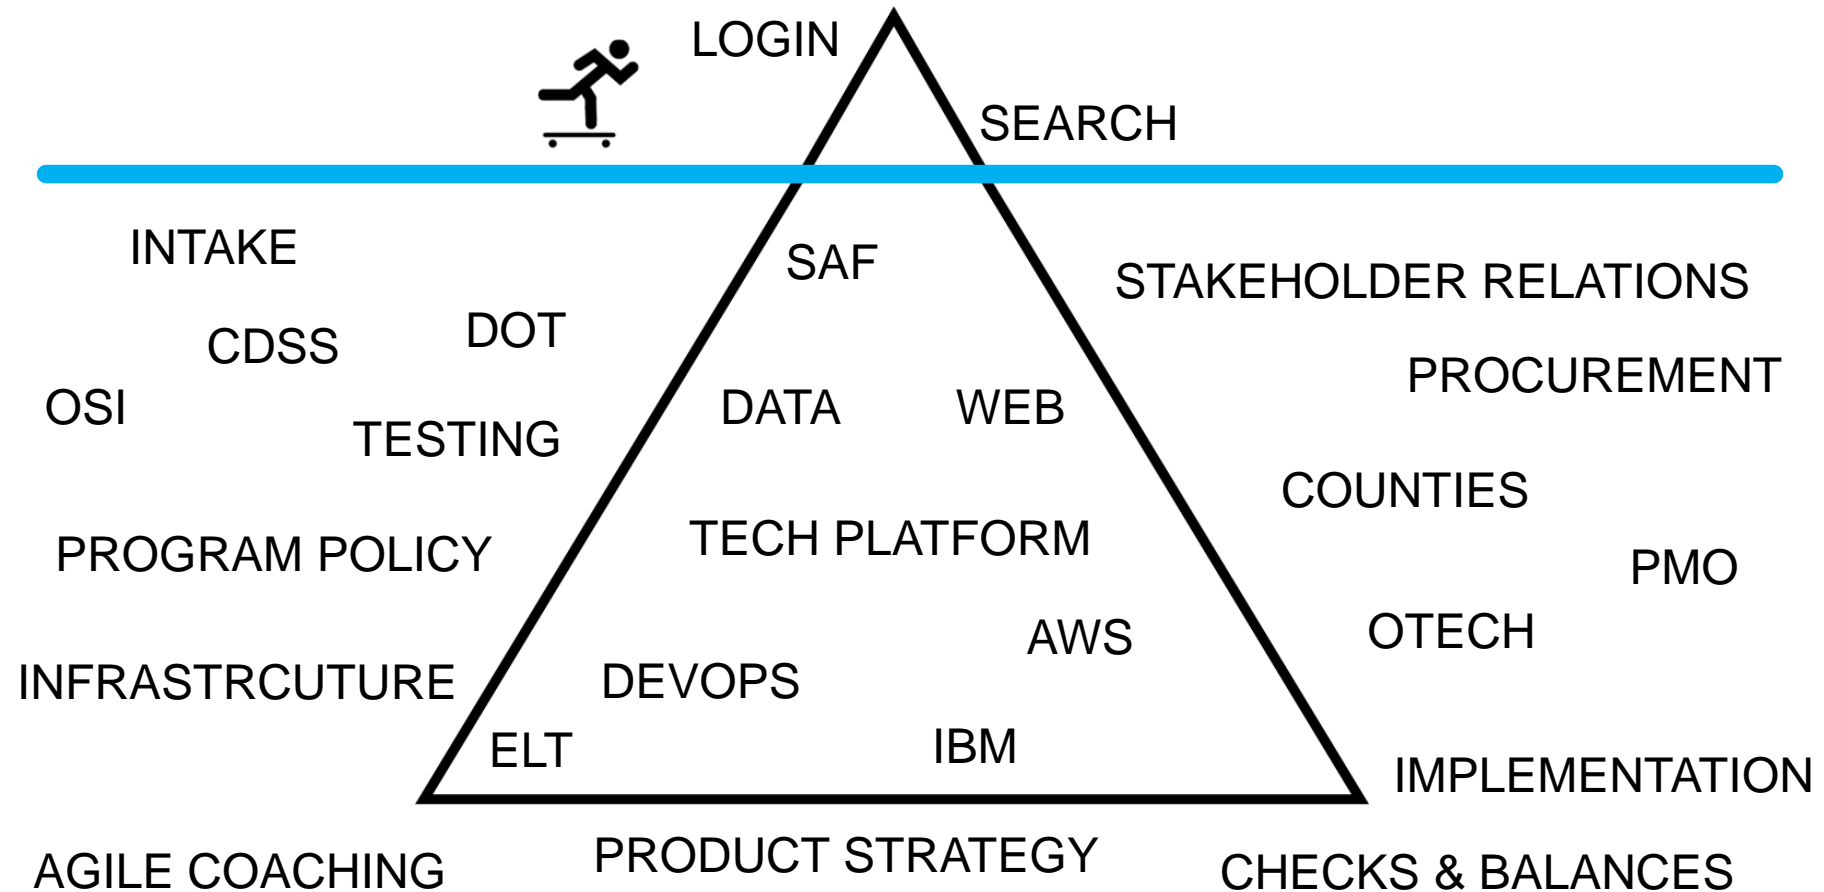 LOGIN
SEARCH
INTAKE
SAF
STAKEHOLDER RELATIONS
CDSS
DOT
PROCUREMENT
OSI
TESTING
DATA
WEB
COUNTIES
PROGRAM POLICY
TECH PLATFORM
PMO
AWS
OTECH
INFRASTRCUTURE
DEVOPS
ELT
IBM
IMPLEMENTATION
AGILE COACHING
PRODUCT STRATEGY
CHECKS & BALANCES